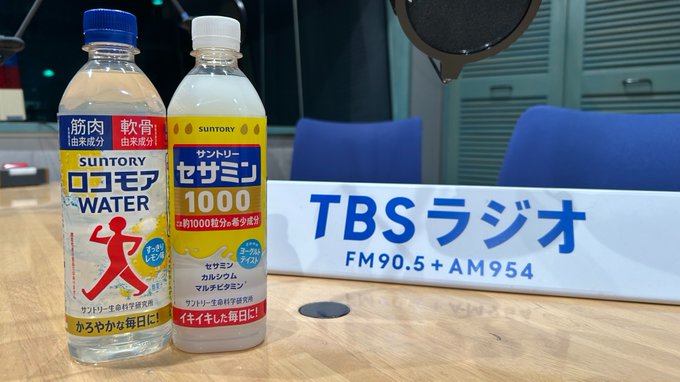 筋肉
由来成分
軟骨
由来成分
SUNTORY
ロコモア
WATER
すっきり
レモン味
サントリー生命科学研究所
かろやかな毎日に!
SUNTORY
サントリー
セサミン
1000
ごま約1000粒分の希少成分
ヨーグルト
テイスト
セサミン
カルシウム
マルチビタミン
サントリー生命科学研究所
イキイキした毎日に!
TBSラジオ
FM90.5+AM954